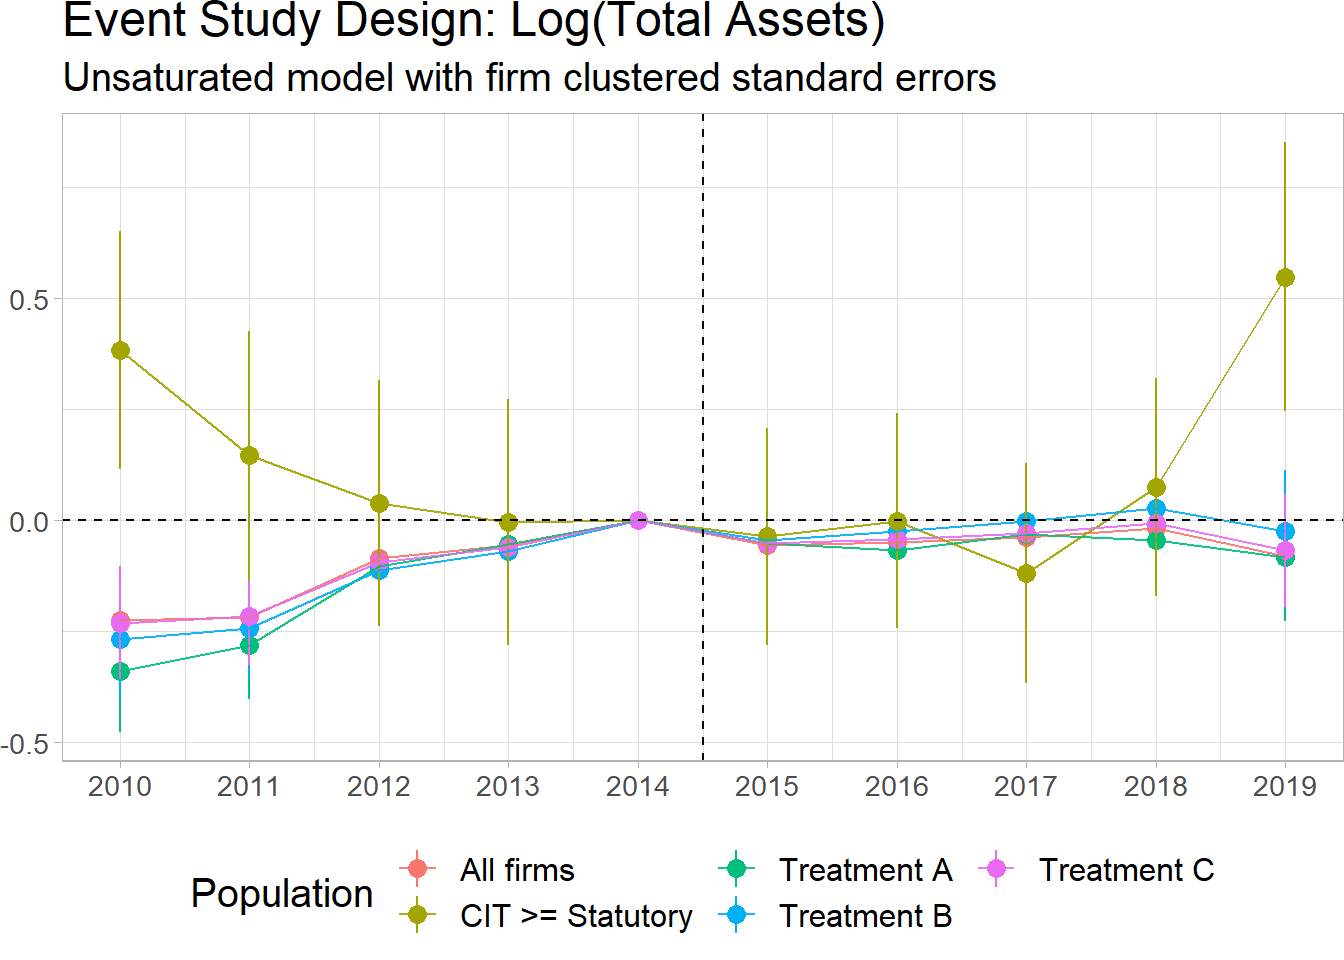 Event Study Design: Log(Total Assets)
Unsaturated model with firm clustered standard errors
0.5
0.0
-0.5
2010 2011 2012 2013 2014 2015 2016 2017 2018 2019
Population
All firms Treatment A Treatment C
CIT >= Statutory Treatment B